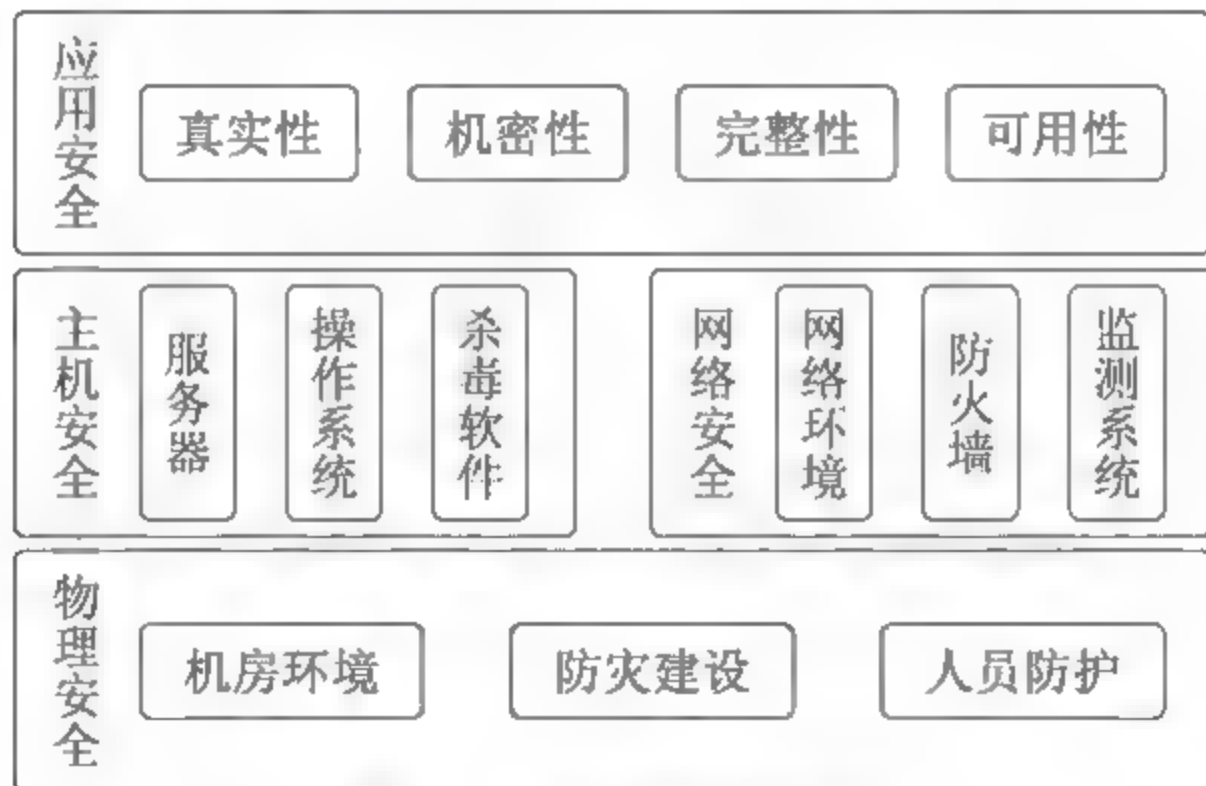 应用安全
真实性
机密性
完整性
可用性
主机安全
服务器
操作系统
杀毒软件
网络安全
网络环境
防火墙
监测系统
物理安全
机房环境
防灾建设
人员防护